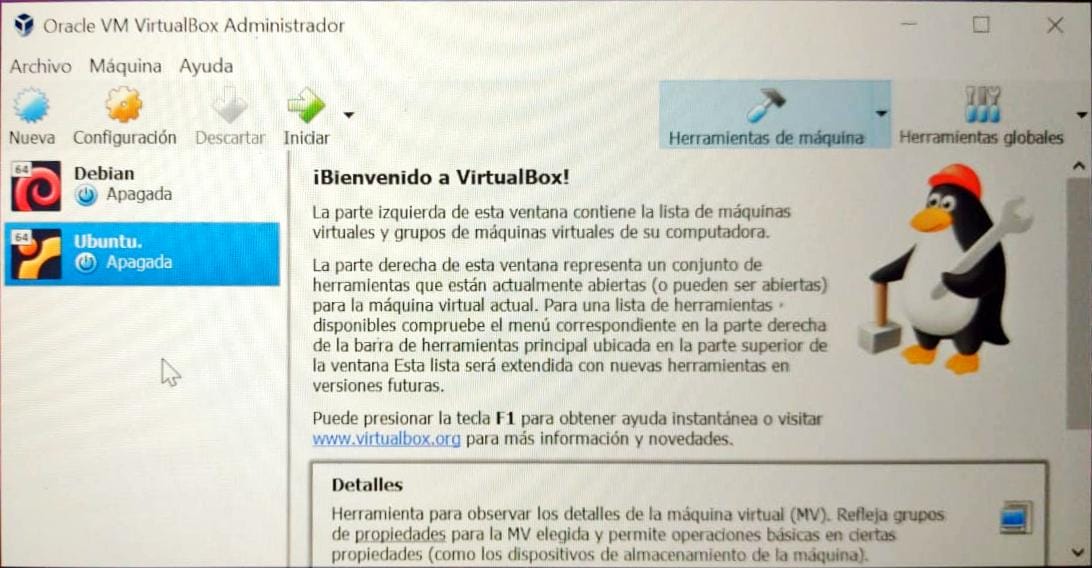 Oracle VM VirtualBox Administrador
Archivo Máquina Ayuda
Nueva Configuración Descartar Iniciar Herramientas de máquina Herramientas globales
64 Debian
Apagada
64 Ubuntu.
Apagada
¡Bienvenido a VirtualBox!
La parte izquierda de esta ventana contiene la lista de máquinas
virtuales y grupos de máquinas virtuales de su computadora.
La parte derecha de esta ventana representa un conjunto de
herramientas que están actualmente abiertas (o pueden ser abiertas)
para la máquina virtual actual. Para una lista de herramientas
disponibles compruebe el menú correspondiente en la parte derecha
de la barra de herramientas principal ubicada en la parte superior de
la ventana Esta lista será extendida con nuevas herramientas en
versiones futuras.
Puede presionar la tecla F1 para obtener ayuda instantánea o visitar
www.virtualbox.org para más información y novedades.
Detalles
Herramienta para observar los detalles de la máquina virtual (MV). Refleja grupos
de propiedades para la MV elegida y permite operaciones básicas en ciertas
propiedades (como los dispositivos de almacenamiento de la máquina).